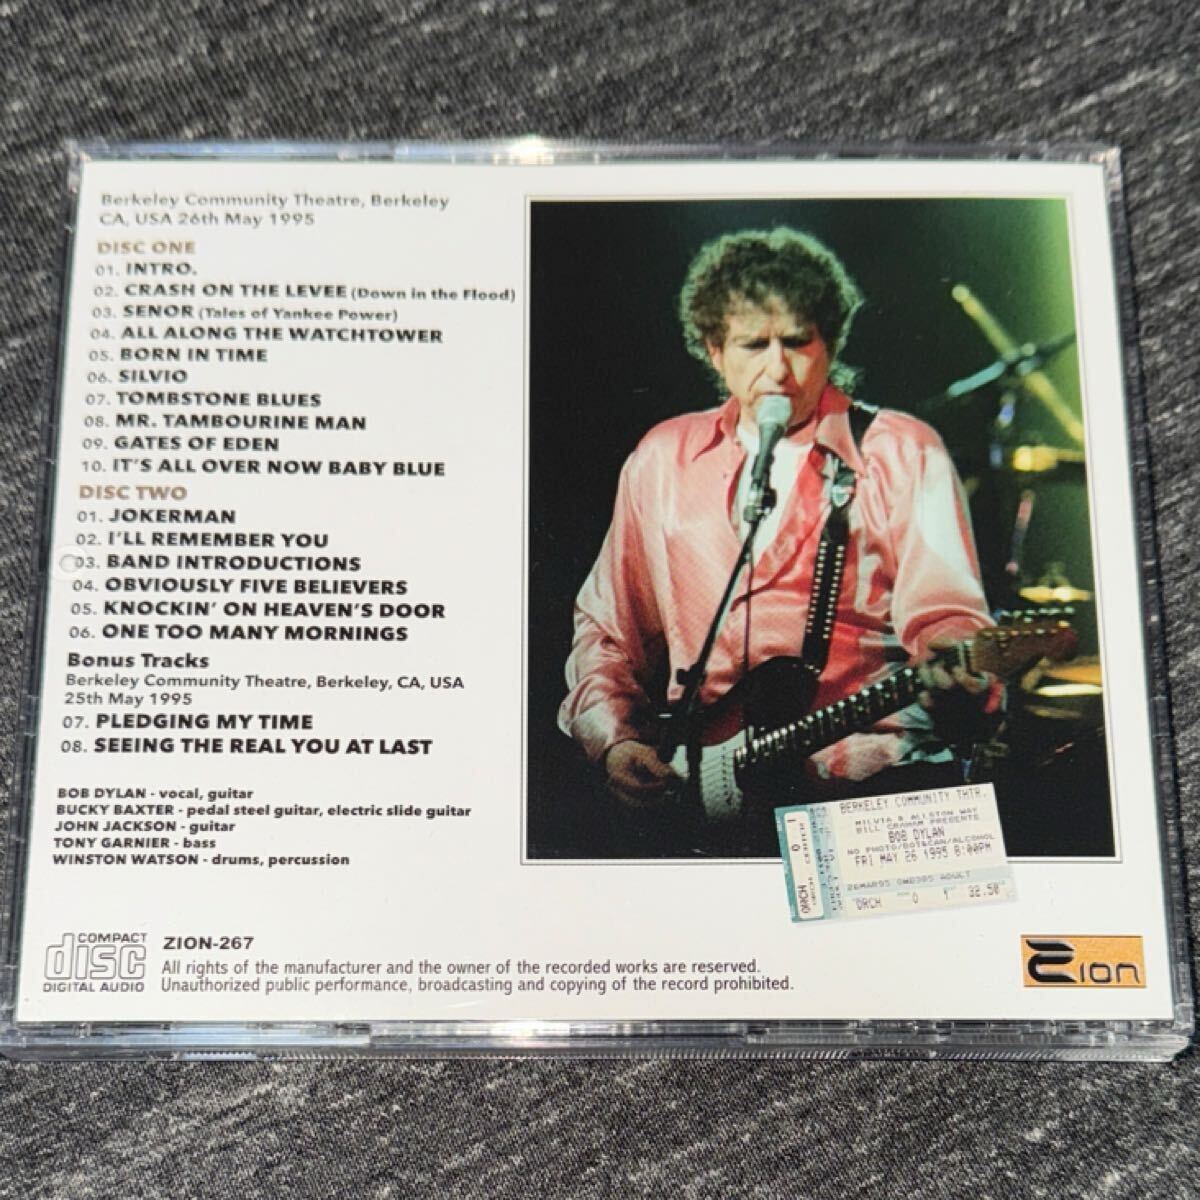 Berkeley Community Theatre, Berkeley
CA, USA 26th May 1995
DISC ONE
01. INTRO.
02. CRASH ON THE LEVEE (Down in the Flood)
03. SENOR (Tales of Yankee Power)
04. ALL ALONG THE WATCHTOWER
05. BORN IN TIME
06. SILVIO
07. TOMBSTONE BLUES
08. MR. TAMBOURINE MAN
09. GATES OF EDEN
10. IT'S ALL OVER NOW BABY BLUE
DISC TWO
01. JOKERMAN
02. I'LL REMEMBER YOU
03. BAND INTRODUCTIONS
04. OBVIOUSLY FIVE BELIEVERS
05. KNOCKIN' ON HEAVEN'S DOOR
06. ONE TOO MANY MORNINGS
Bonus Tracks
Berkeley Community Theatre, Berkeley, CA, USA
25th May 1995
07. PLEDGING MY TIME
08. SEEING THE REAL YOU AT LAST
BOB DYLAN - vocal, guitar
BUCKY BAXTER - pedal steel guitar, electric slide guitar
JOHN JACKSON - guitar
TONY GARNIER - bass
WINSTON WATSON - drums, percussion
BERKELEY COMMUNITY THTR.
MILVIA & ALLSTON WAY
BILL GRAHAM PRESENTS
BOB DYLAN
NO PHOTO/BOT&CAN/ALCOHOL
FRI MAY 26 1995 8:00PM
ADULT
ORCH O 1 32.50
ORCH
COMPACT
disc
DIGITAL AUDIO
ZION-267
All rights of the manufacturer and the owner of the recorded works are reserved.
Unauthorized public performance, broadcasting and copying of the record prohibited.
Zion